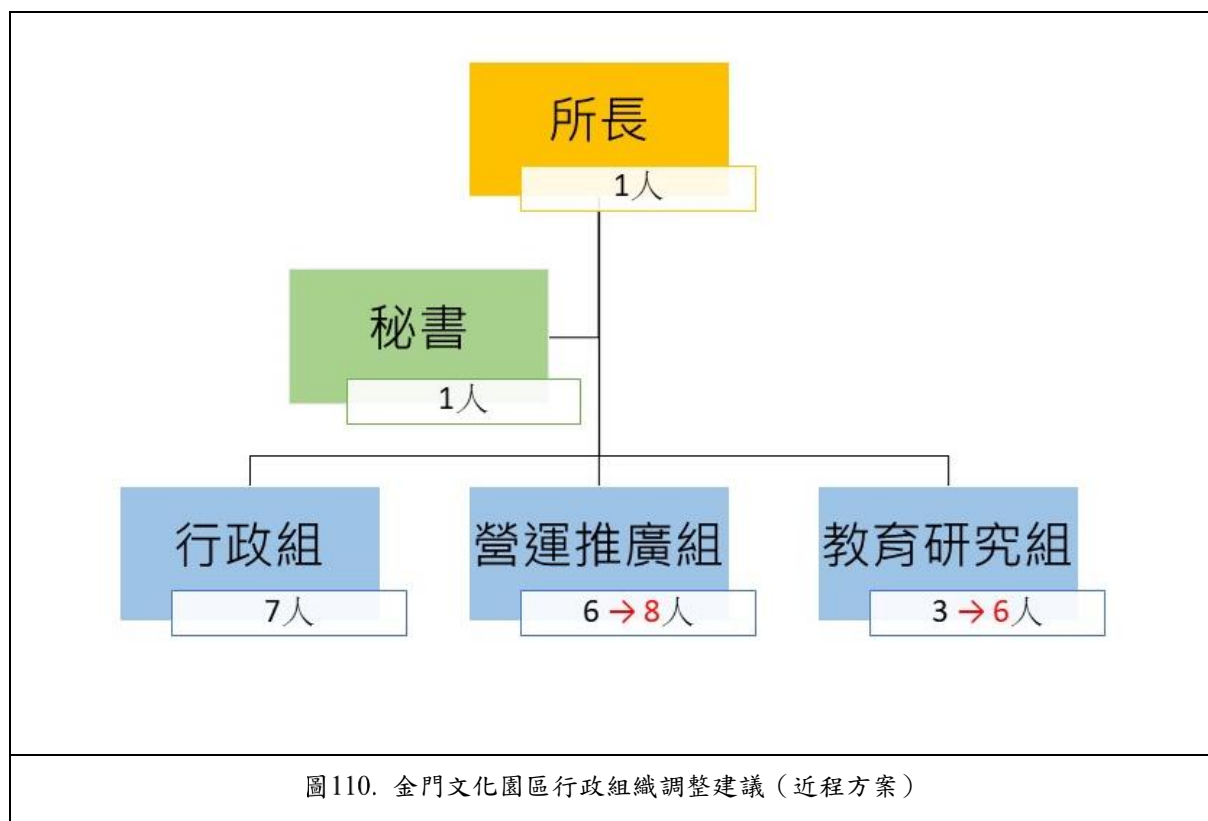 所長
1人
秘書
1人
行政組
7人
營運推廣組
6→8人
教育研究組
3→6人
圖110. 金門文化園區行政組織調整建議（近程方案）